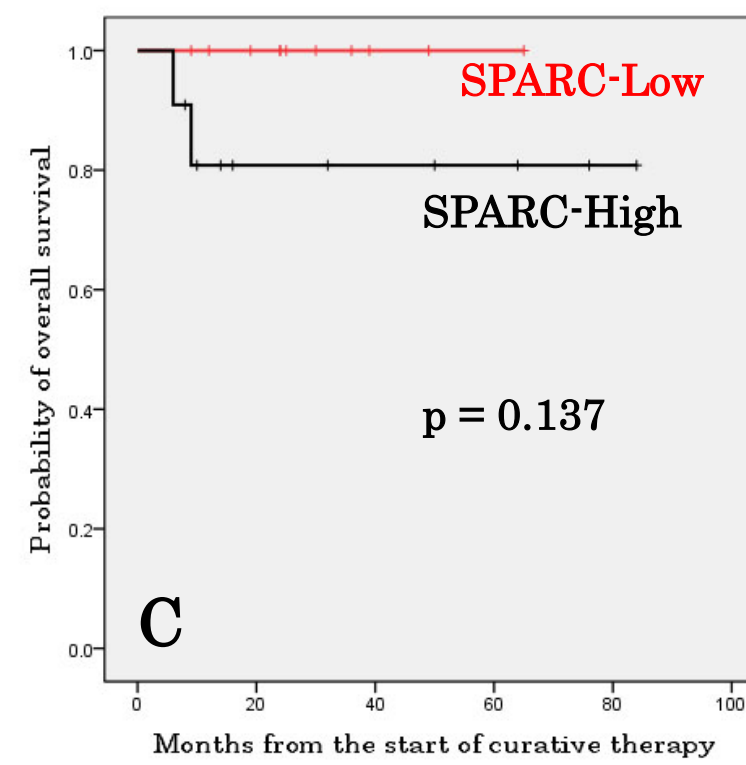 1.0
SPARC-Low
0.8
SPARC-High
0.6
Probability of overall survival
0.4
p = 0.137
0.2
C
0.0
0 20 40 60 80 100
Months from the start of curative therapy